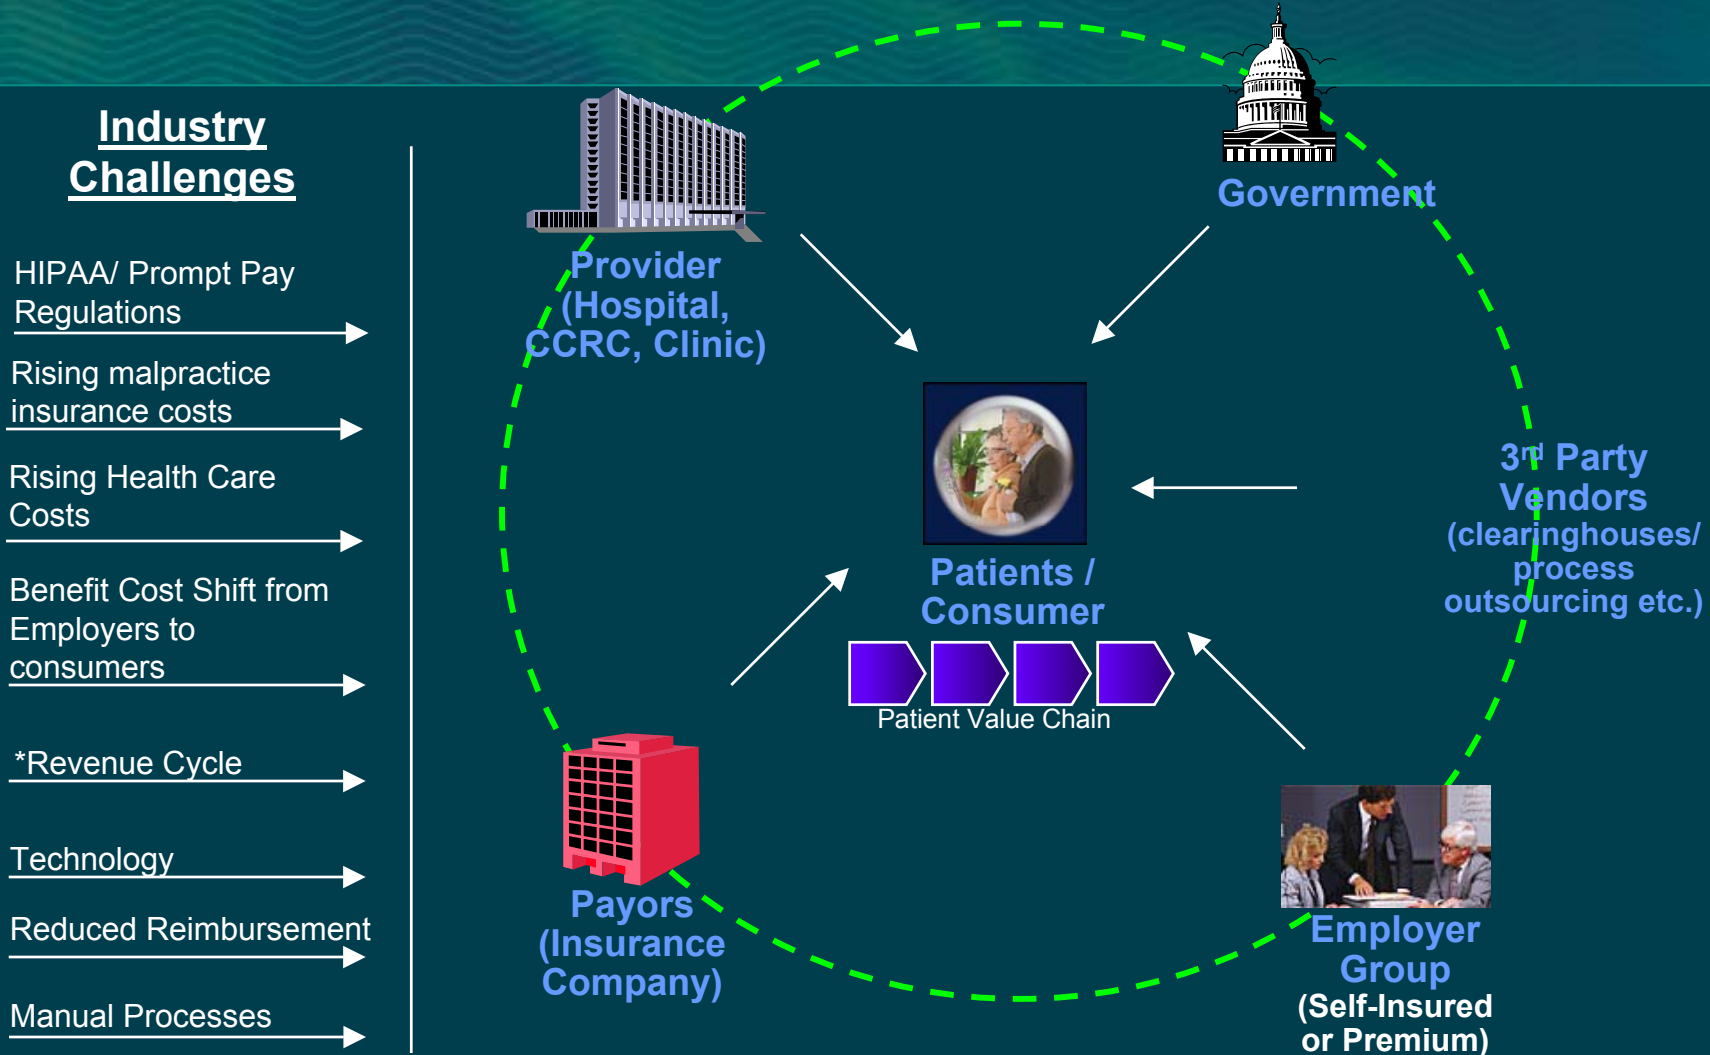 Industry
Challenges
HIPAA/ Prompt Pay
Regulations
Rising malpractice
insurance costs
Rising Health Care
Costs
Benefit Cost Shift from
Employers to
consumers
*Revenue Cycle
Technology
Reduced Reimbursement
Manual Processes
Provider
(Hospital,
CCRC, Clinic)
Government
Patients /
Consumer
Patient Value Chain
3rd Party
Vendors
(clearinghouses/
process
outsourcing etc.)
Payors
(Insurance
Company)
Employer
Group
(Self-Insured
or Premium)